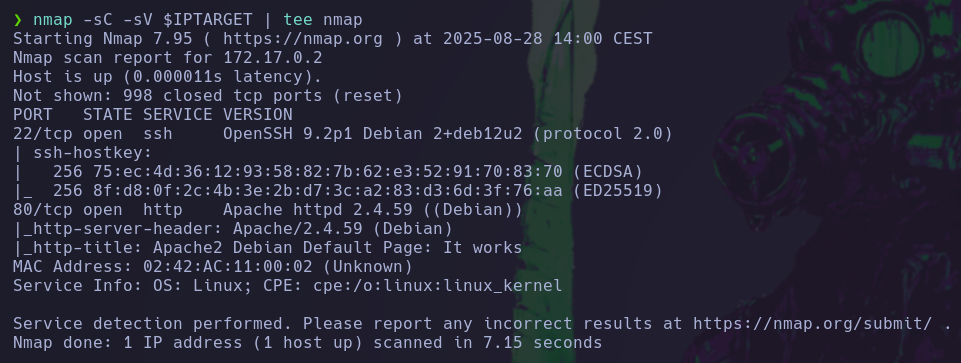 ❯ nmap -sC -sV $IPTARGET | tee nmap
Starting Nmap 7.95 ( https://nmap.org ) at 2025-08-28 14:00 CEST
Nmap scan report for 172.17.0.2
Host is up (0.000011s latency).
Not shown: 998 closed tcp ports (reset)
PORT   STATE SERVICE VERSION
22/tcp open  ssh     OpenSSH 9.2p1 Debian 2+deb12u2 (protocol 2.0)
| ssh-hostkey:
|   256 75:ec:4d:36:12:93:58:82:7b:62:e3:52:91:70:83:70 (ECDSA)
|_  256 8f:d8:0f:2c:4b:3e:2b:d7:3c:a2:83:d3:6d:3f:76:aa (ED25519)
80/tcp open  http    Apache httpd 2.4.59 ((Debian))
|_http-server-header: Apache/2.4.59 (Debian)
|_http-title: Apache2 Debian Default Page: It works
MAC Address: 02:42:AC:11:00:02 (Unknown)
Service Info: OS: Linux; CPE: cpe:/o:linux:linux_kernel

Service detection performed. Please report any incorrect results at https://nmap.org/submit/ .
Nmap done: 1 IP address (1 host up) scanned in 7.15 seconds